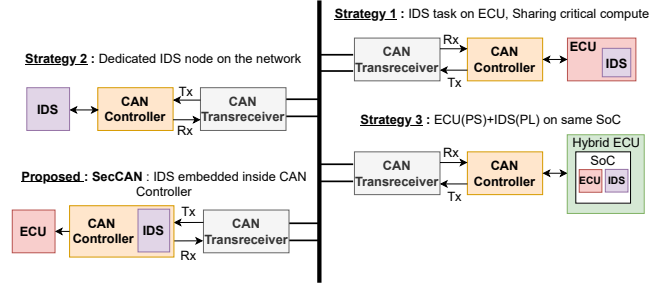 Strategy 1 : IDS task on ECU, Sharing critical compute
CAN
Transreceiver
Rx
Tx
CAN
Controller
ECU
IDS
Strategy 2 : Dedicated IDS node on the network
IDS
CAN
Controller
Tx
Rx
CAN
Transreceiver
Strategy 3 : ECU(PS)+IDS(PL) on same SoC
CAN
Transreceiver
Rx
Tx
CAN
Controller
Hybrid ECU
SoC
ECU
IDS
Proposed : SecCAN : IDS embedded inside CAN
Controller
ECU
CAN
Controller
IDS
Tx
Rx
CAN
Transreceiver